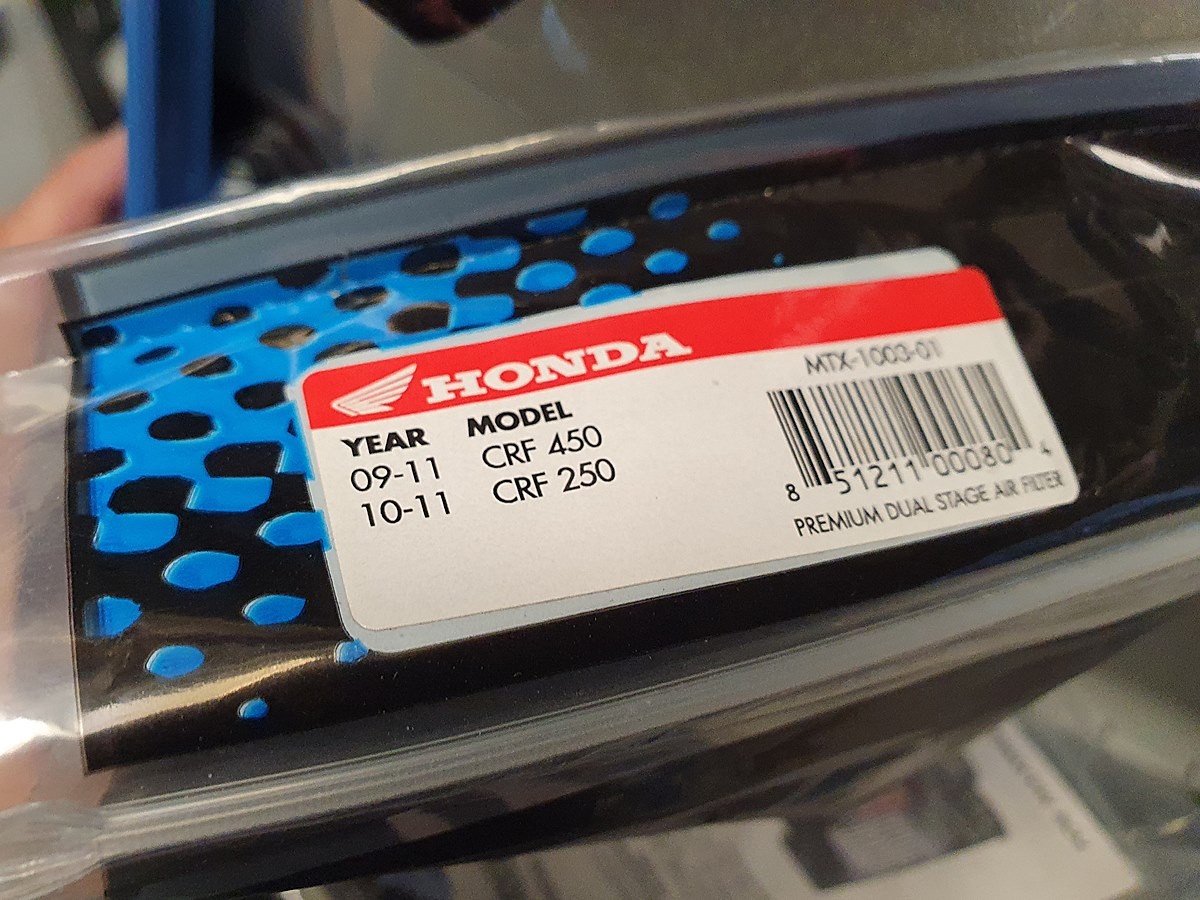 HONDA
YEAR MODEL
09-11 CRF 450
10-11 CRF 250
MTX-1003-01
8 51211 00080 4
PREMIUM DUAL STAGE AIR FILTER